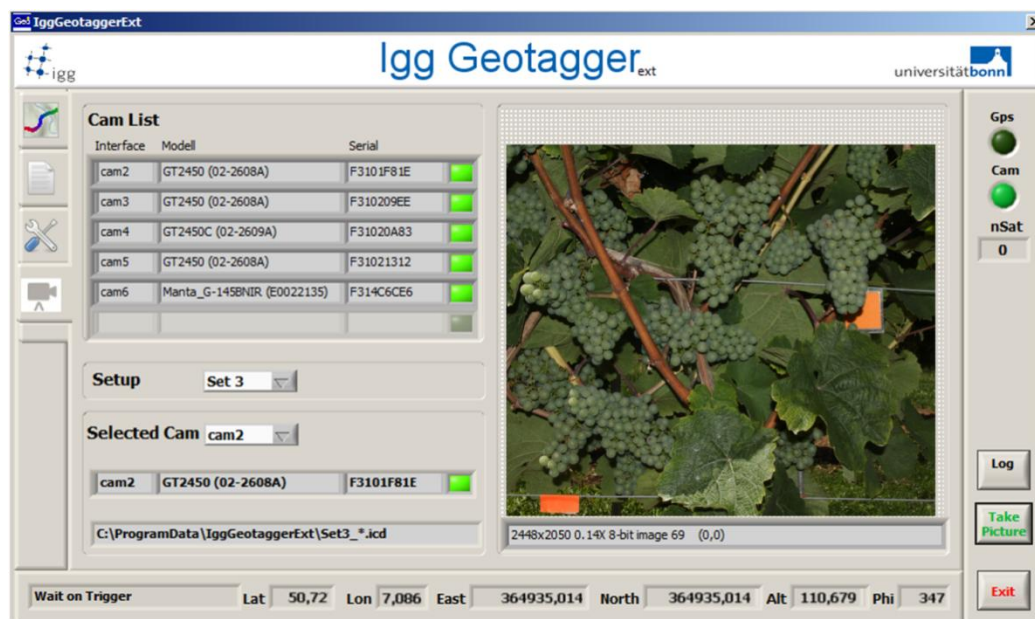 Geo IggGeotaggerExt
igg
Igg Geotagger ext
universitätbonn
Cam List
Interface Modell Serial
cam2 GT2450 (02-2608A) F3101F81E
cam3 GT2450 (02-2608A) F310209EE
cam4 GT2450C (02-2609A) F31020A83
cam5 GT2450 (02-2608A) F31021312
cam6 Manta_G-145BNIR (E0022135) F314C6CE6
Setup Set 3
Selected Cam cam2
cam2 GT2450 (02-2608A) F3101F81E
C:\ProgramData\IggGeotaggerExt\Set3_*.icd
2448x2050 0.14X 8-bit image 69 (0,0)
Gps
Cam
nSat
0
Log
Take
Picture
Exit
Wait on Trigger Lat 50,72 Lon 7,086 East 364935,014 North 364935,014 Alt 110,679 Phi 347